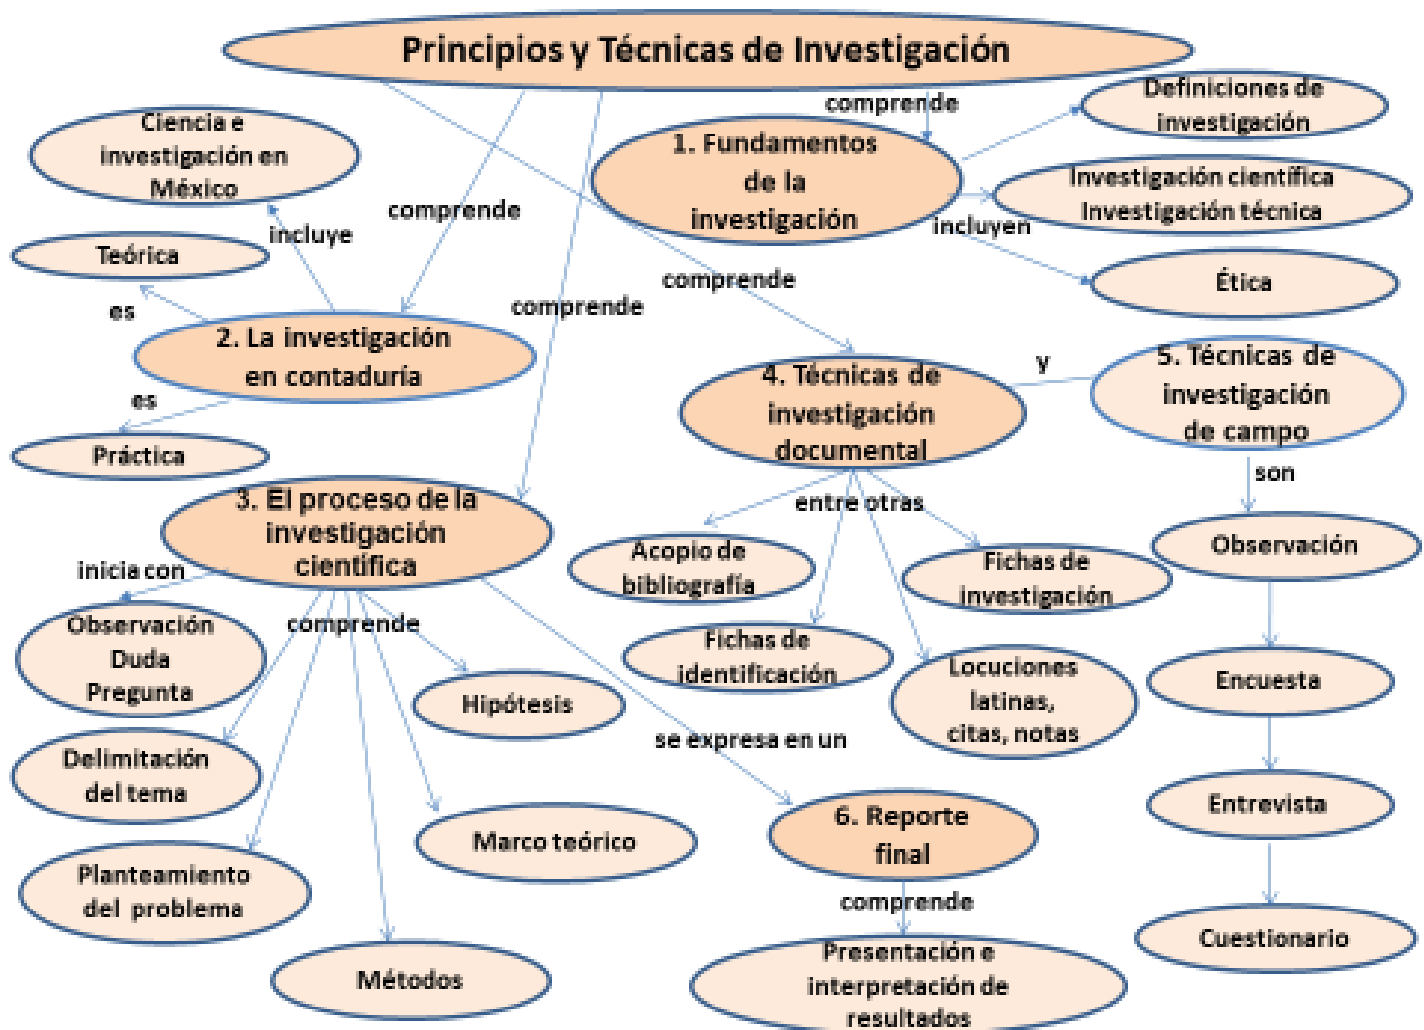 Principios y Técnicas de Investigación
comprende
Definiciones de
investigación
Ciencia e
investigación en
México
1. Fundamentos
de la
investigación
Investigación científica
Investigación técnica
comprende
incluyen
incluye
Teórica
comprende
Ética
comprende
es
2. La investigación
en contaduría
y
5. Técnicas de
investigación
de campo
4. Técnicas de
investigación
documental
es
Práctica
son
3. El proceso de la
investigación
científica
entre otras
Observación
Acopio de
bibliografía
Fichas de
investigación
inicia con
Observación
Duda
Pregunta
comprende
Fichas de
identificación
Locuciones
latinas,
citas, notas
Encuesta
Hipótesis
se expresa en un
Delimitación
del tema
Entrevista
6. Reporte
final
Marco teórico
Planteamiento
del problema
comprende
Cuestionario
Métodos
Presentación e
interpretación de
resultados